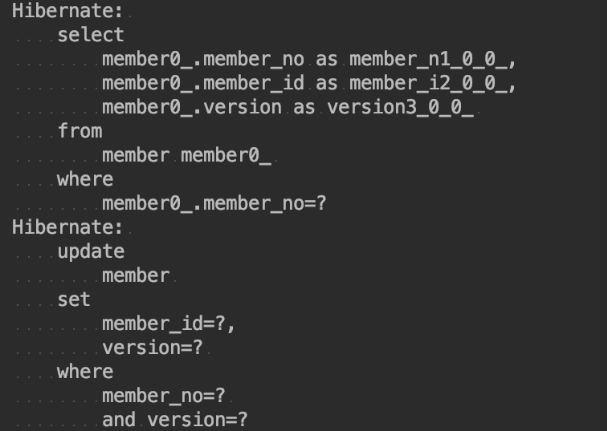 Hibernate:
    select
        member0_.member_no as member_n1_0_0_,
        member0_.member_id as member_i2_0_0_,
        member0_.version as version3_0_0_
    from
        member member0_
    where
        member0_.member_no=?
Hibernate:
    update
        member
    set
        member_id=?,
        version=?
    where
        member_no=?
        and version=?